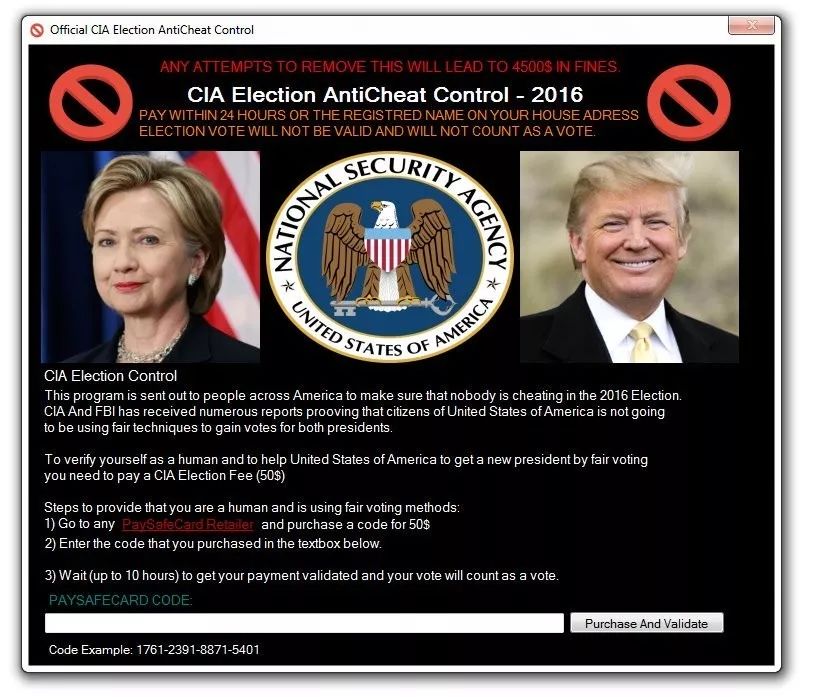 Official CIA Election AntiCheat Control
ANY ATTEMPTS TO REMOVE THIS WILL LEAD TO 4500$ IN FINES.
CIA Election AntiCheat Control - 2016
PAY WITHIN 24 HOURS OR THE REGISTRED NAME ON YOUR HOUSE ADRESS
ELECTION VOTE WILL NOT BE VALID AND WILL NOT COUNT AS A VOTE.
NATIONAL SECURITY AGENCY
UNITED STATES OF AMERICA
CIA Election Control
This program is sent out to people across America to make sure that nobody is cheating in the 2016 Election.
CIA And FBI has received numerous reports prooving that citizens of United States of America is not going
to be using fair techniques to gain votes for both presidents.
To verify yourself as a human and to help United States of America to get a new president by fair voting
you need to pay a CIA Election Fee (50$)
Steps to provide that you are a human and is using fair voting methods:
1) Go to any PaySafeCard Retailer and purchase a code for 50$
2) Enter the code that you purchased in the textbox below.
3) Wait (up to 10 hours) to get your payment validated and your vote will count as a vote.
PAYSAFECARD CODE:
Purchase And Validate
Code Example: 1761-2391-8871-5401